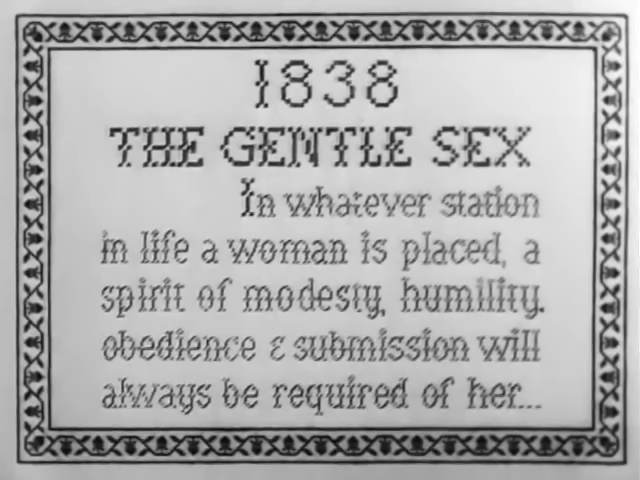 1838
THE GENTLE SEX
In whatever station
in life a woman is placed, a
spirit of modesty, humility,
obedience & submission will
always be required of her...